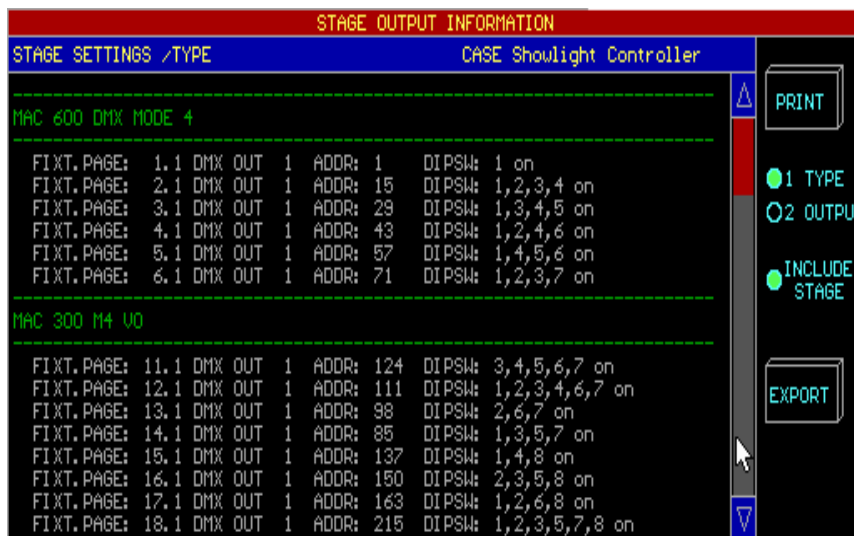 STAGE OUTPUT INFORMATION
STAGE SETTINGS /TYPE CASE Showlight Controller
MAC 600 DMX MODE 4
FIXT.PAGE: 1.1 DMX OUT 1 ADDR: 1 DIPSW: 1 on
FIXT.PAGE: 2.1 DMX OUT 1 ADDR: 15 DIPSW: 1,2,3,4 on
FIXT.PAGE: 3.1 DMX OUT 1 ADDR: 29 DIPSW: 1,3,4,5 on
FIXT.PAGE: 4.1 DMX OUT 1 ADDR: 43 DIPSW: 1,2,4,6 on
FIXT.PAGE: 5.1 DMX OUT 1 ADDR: 57 DIPSW: 1,4,5,6 on
FIXT.PAGE: 6.1 DMX OUT 1 ADDR: 71 DIPSW: 1,2,3,7 on
MAC 300 M4 VO
FIXT.PAGE: 11.1 DMX OUT 1 ADDR: 124 DIPSW: 3,4,5,6,7 on
FIXT.PAGE: 12.1 DMX OUT 1 ADDR: 111 DIPSW: 1,2,3,4,6,7 on
FIXT.PAGE: 13.1 DMX OUT 1 ADDR: 98 DIPSW: 2,6,7 on
FIXT.PAGE: 14.1 DMX OUT 1 ADDR: 85 DIPSW: 1,3,5,7 on
FIXT.PAGE: 15.1 DMX OUT 1 ADDR: 137 DIPSW: 1,4,8 on
FIXT.PAGE: 16.1 DMX OUT 1 ADDR: 150 DIPSW: 2,3,5,8 on
FIXT.PAGE: 17.1 DMX OUT 1 ADDR: 163 DIPSW: 1,2,6,8 on
FIXT.PAGE: 18.1 DMX OUT 1 ADDR: 215 DIPSW: 1,2,3,5,7,8 on
PRINT
1 TYPE
2 OUTPU
INCLUDE
STAGE
EXPORT